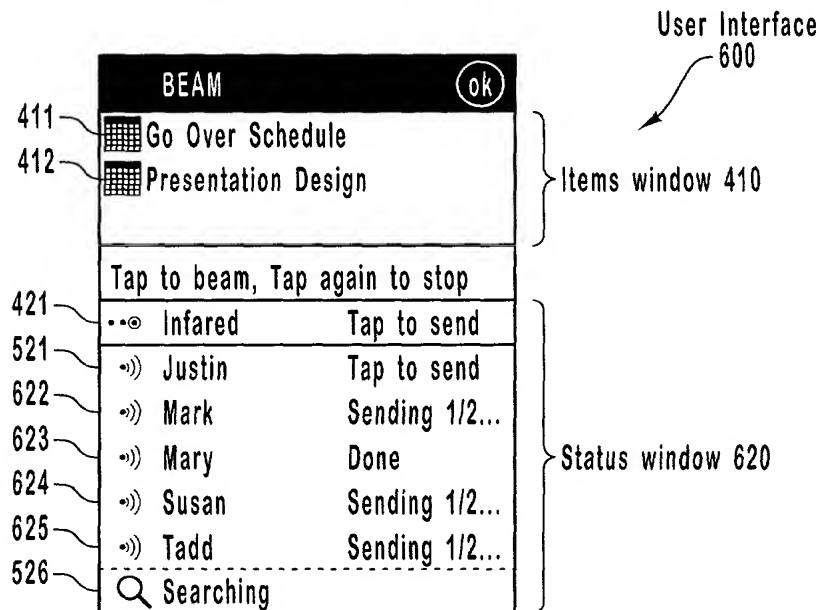 User Interface
600
BEAM ok
411 Go Over Schedule
412 Presentation Design
Items window 410
Tap to beam, Tap again to stop
421 Infared Tap to send
521 Justin Tap to send
622 Mark Sending 1/2...
623 Mary Done
Status window 620
624 Susan Sending 1/2...
625 Tadd Sending 1/2...
526 Searching